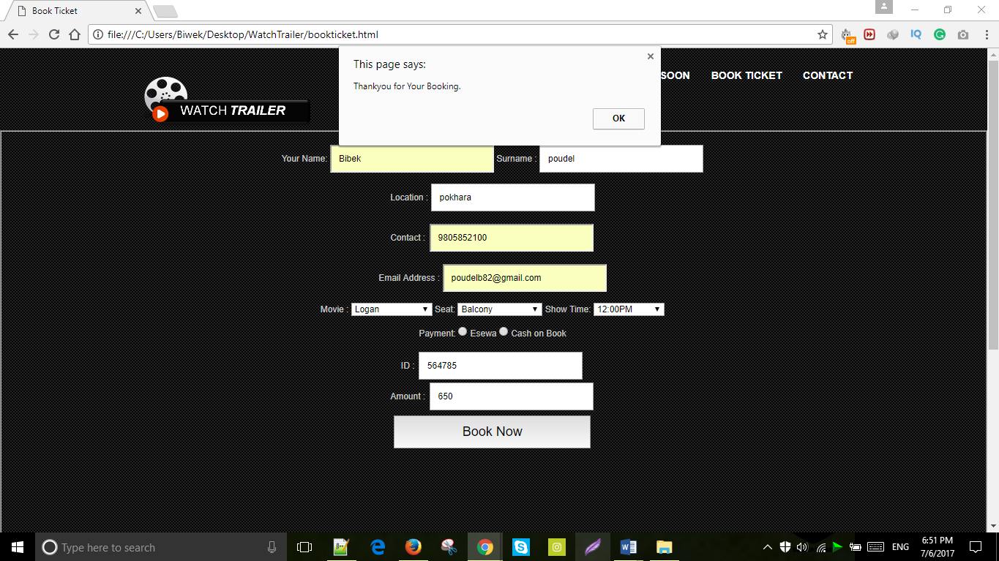 Book Ticket
file:///C:/Users/Biwek/Desktop/WatchTrailer/bookticket.html
off
IQ
This page says:
Thankyou for Your Booking.
OK
WATCH TRAILER
SOON BOOK TICKET CONTACT
Your Name: Bibek Surname : poudel
Location : pokhara
Contact : 9805852100
Email Address : poudelb82@gmail.com
Movie : Logan Seat: Balcony Show Time: 12:00PM
Payment: Esewa Cash on Book
ID : 564785
Amount : 650
Book Now
Type here to search
ENG
6:51 PM
7/6/2017